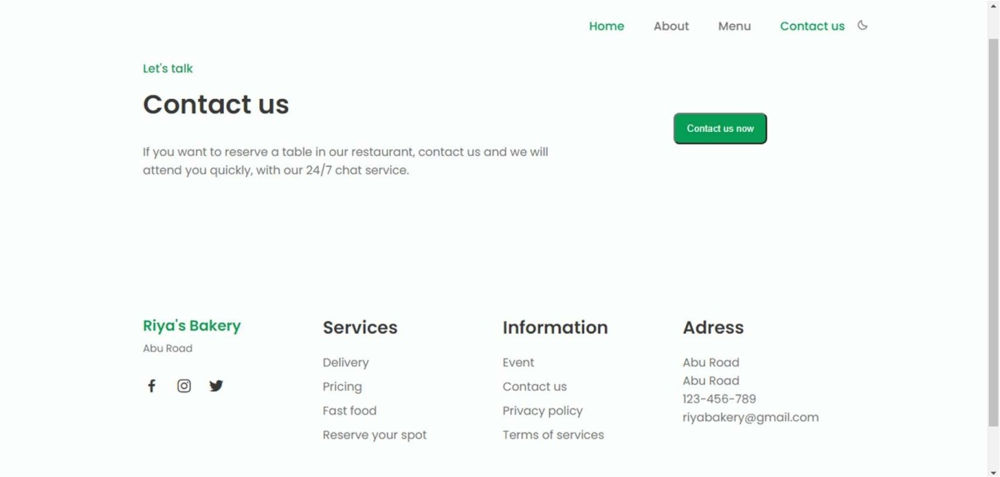 Home About Menu Contact us
Let's talk
Contact us
If you want to reserve a table in our restaurant, contact us and we will
attend you quickly, with our 24/7 chat service.
Contact us now
Riya's Bakery
Abu Road
Services
Delivery
Pricing
Fast food
Reserve your spot
Information
Event
Contact us
Privacy policy
Terms of services
Adress
Abu Road
Abu Road
123-456-789
riyabakery@gmail.com